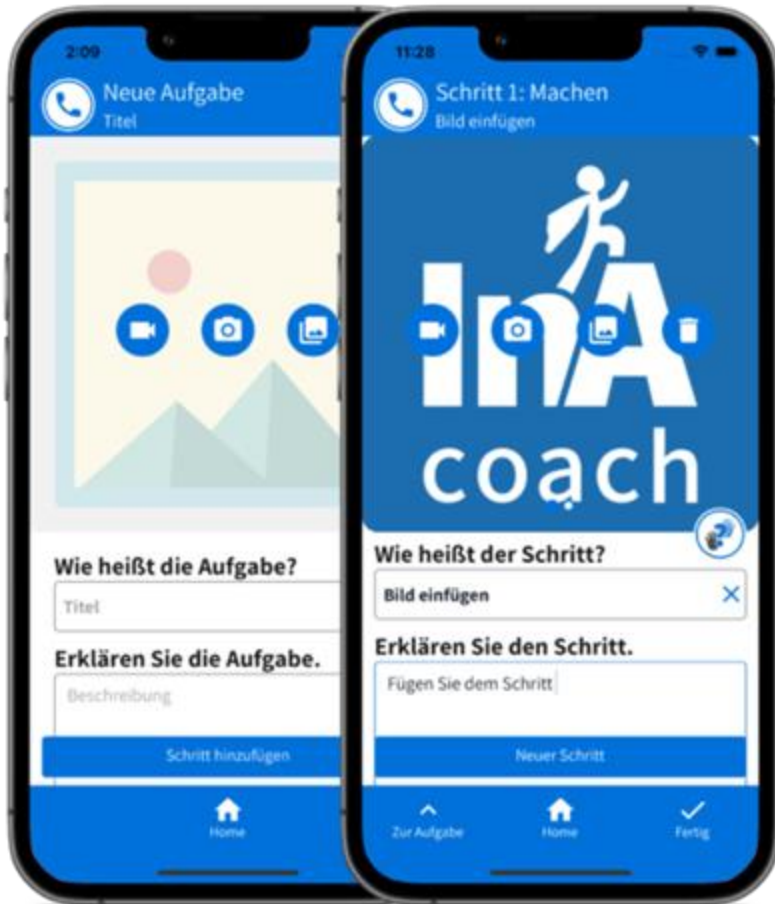 2:09
Neue Aufgabe
Titel
Wie heißt die Aufgabe?
Titel
Erklären Sie die Aufgabe.
Beschreibung
Schritt hinzufügen
Home
11:28
Schritt 1: Machen
Bild einfügen
InA
coach
Wie heißt der Schritt?
Bild einfügen
Erklären Sie den Schritt.
Fügen Sie dem Schritt
Neuer Schritt
Zur Aufgabe
Home
Fertig